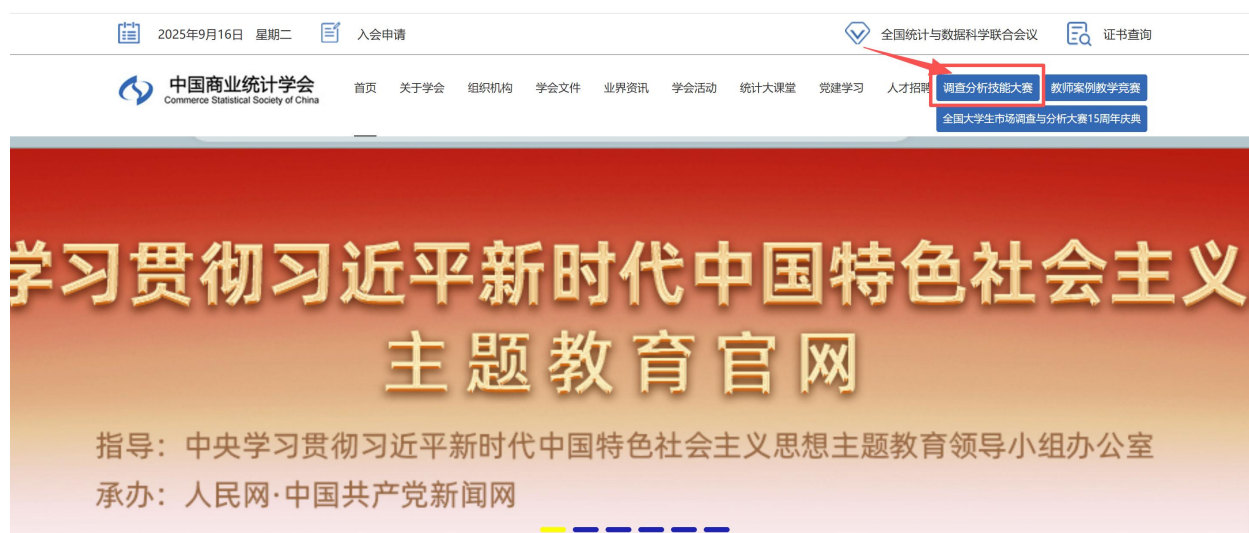 2025年9月16日 星期二 入会申请 全国统计与数据科学联合会议 证书查询
中国商业统计学会
Commerce Statistical Society of China
首页 关于学会 组织机构 学会文件 业界资讯 学会活动 统计大课堂 党建学习 人才招聘 调查分析技能大赛 教师案例教学竞赛
全国大学生市场调查与分析大赛15周年庆典
学习贯彻习近平新时代中国特色社会主义
主题教育官网
指导：中央学习贯彻习近平新时代中国特色社会主义思想主题教育领导小组办公室
承办：人民网·中国共产党新闻网